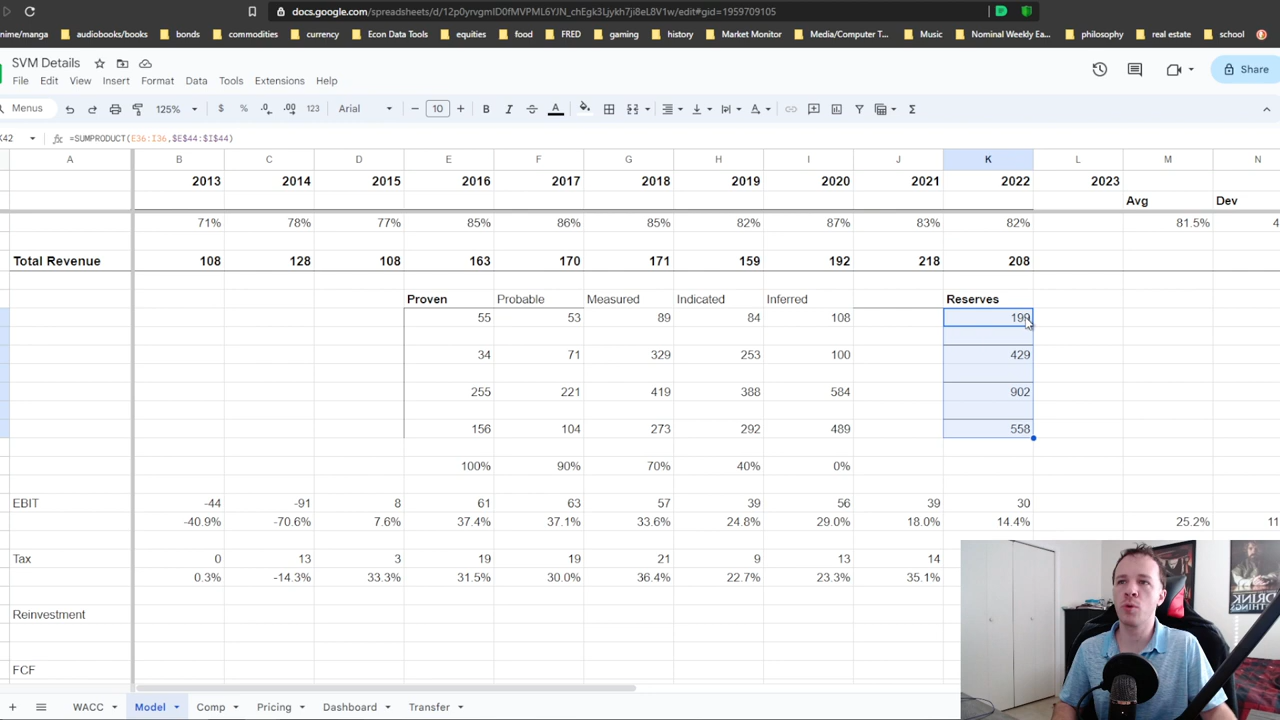 docs.google.com/spreadsheets/d/12p0yrvgmID0fMVPML6YJN_chEgk3Ljykh7ji8eL8V1w/edit#gid=1959709105
nime/manga audiobooks/books bonds commodities currency Econ Data Tools equities food FRED gaming history Market Monitor Media/Computer T... Music Nominal Weekly Ea... philosophy real estate school
SVM Details
File Edit View Insert Format Data Tools Extensions Help
Share
Menus 125% $ % .0 .00 123 Arial − 10 + B I A Σ
K42 fx =SUMPRODUCT(E36:I36,$E$44:$I$44)
A B C D E F G H I J K L M N
2013 2014 2015 2016 2017 2018 2019 2020 2021 2022 2023
Avg Dev
71% 78% 77% 85% 86% 85% 82% 87% 83% 82% 81.5% 4
Total Revenue 108 128 108 163 170 171 159 192 218 208
Proven Probable Measured Indicated Inferred Reserves
55 53 89 84 108 199
34 71 329 253 100 429
255 221 419 388 584 902
156 104 273 292 489 558
100% 90% 70% 40% 0%
EBIT -44 -91 8 61 63 57 39 56 39 30
-40.9% -70.6% 7.6% 37.4% 37.1% 33.6% 24.8% 29.0% 18.0% 14.4% 25.2% 11
Tax 0 13 3 19 19 21 9 13 14
0.3% -14.3% 33.3% 31.5% 30.0% 36.4% 22.7% 23.3% 35.1%
Reinvestment
FCF
+ WACC Model Comp Pricing Dashboard Transfer
DRINK
THINGS